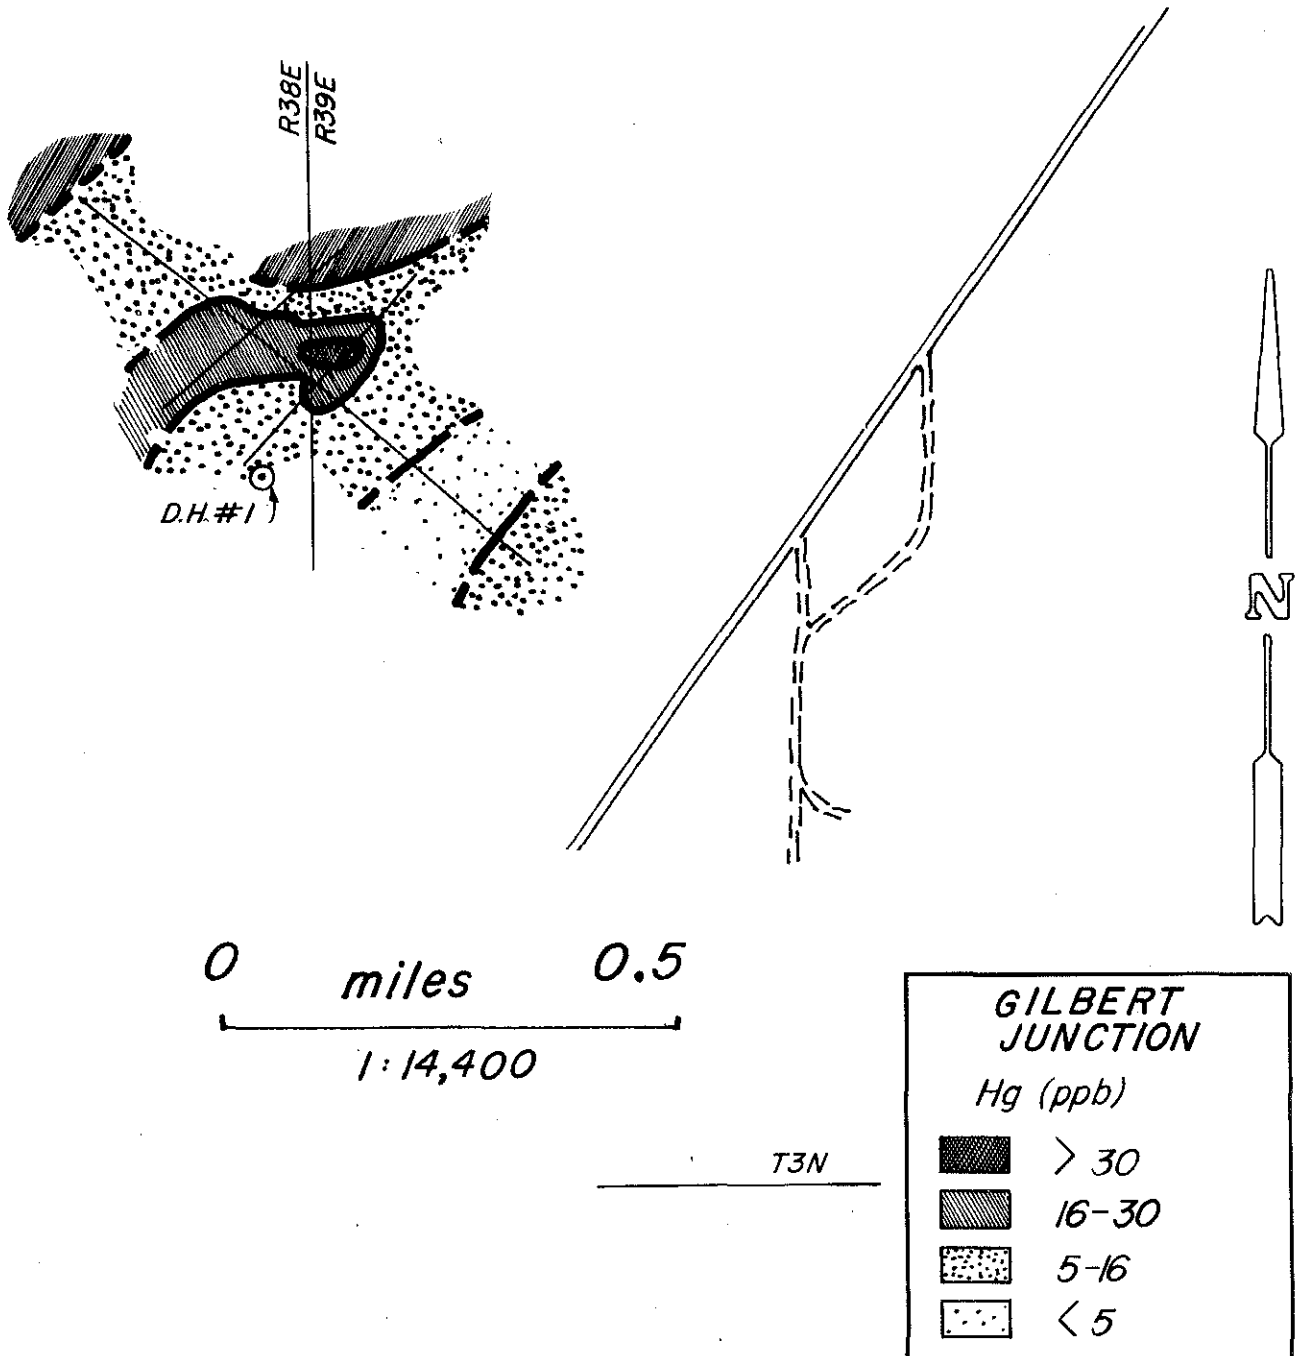 R38E
R39E
D.H.#1
N
0 miles 0.5
1:14,400
T3N
GILBERT
JUNCTION
Hg (ppb)
> 30
16-30
5-16
< 5